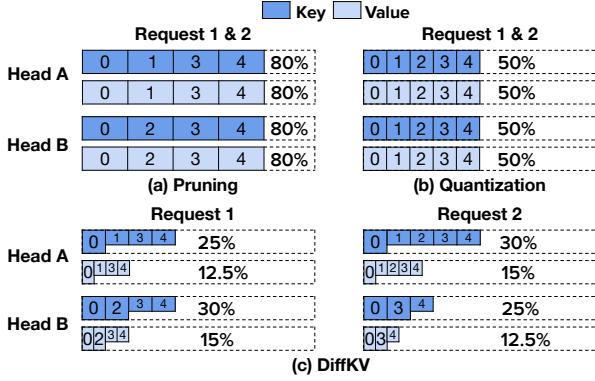 Key Value
Request 1 & 2 Request 1 & 2
Head A
0 1 3 4 80% 0 1 2 3 4 50%
0 1 3 4 80% 0 1 2 3 4 50%
Head B
0 2 3 4 80% 0 1 2 3 4 50%
0 2 3 4 80% 0 1 2 3 4 50%
(a) Pruning (b) Quantization
Request 1 Request 2
Head A
0 1 3 4 25% 0 1 2 3 4 30%
0 1 3 4 12.5% 0 1 2 3 4 15%
Head B
0 2 3 4 30% 0 3 4 25%
0 2 3 4 15% 0 3 4 12.5%
(c) DiffKV